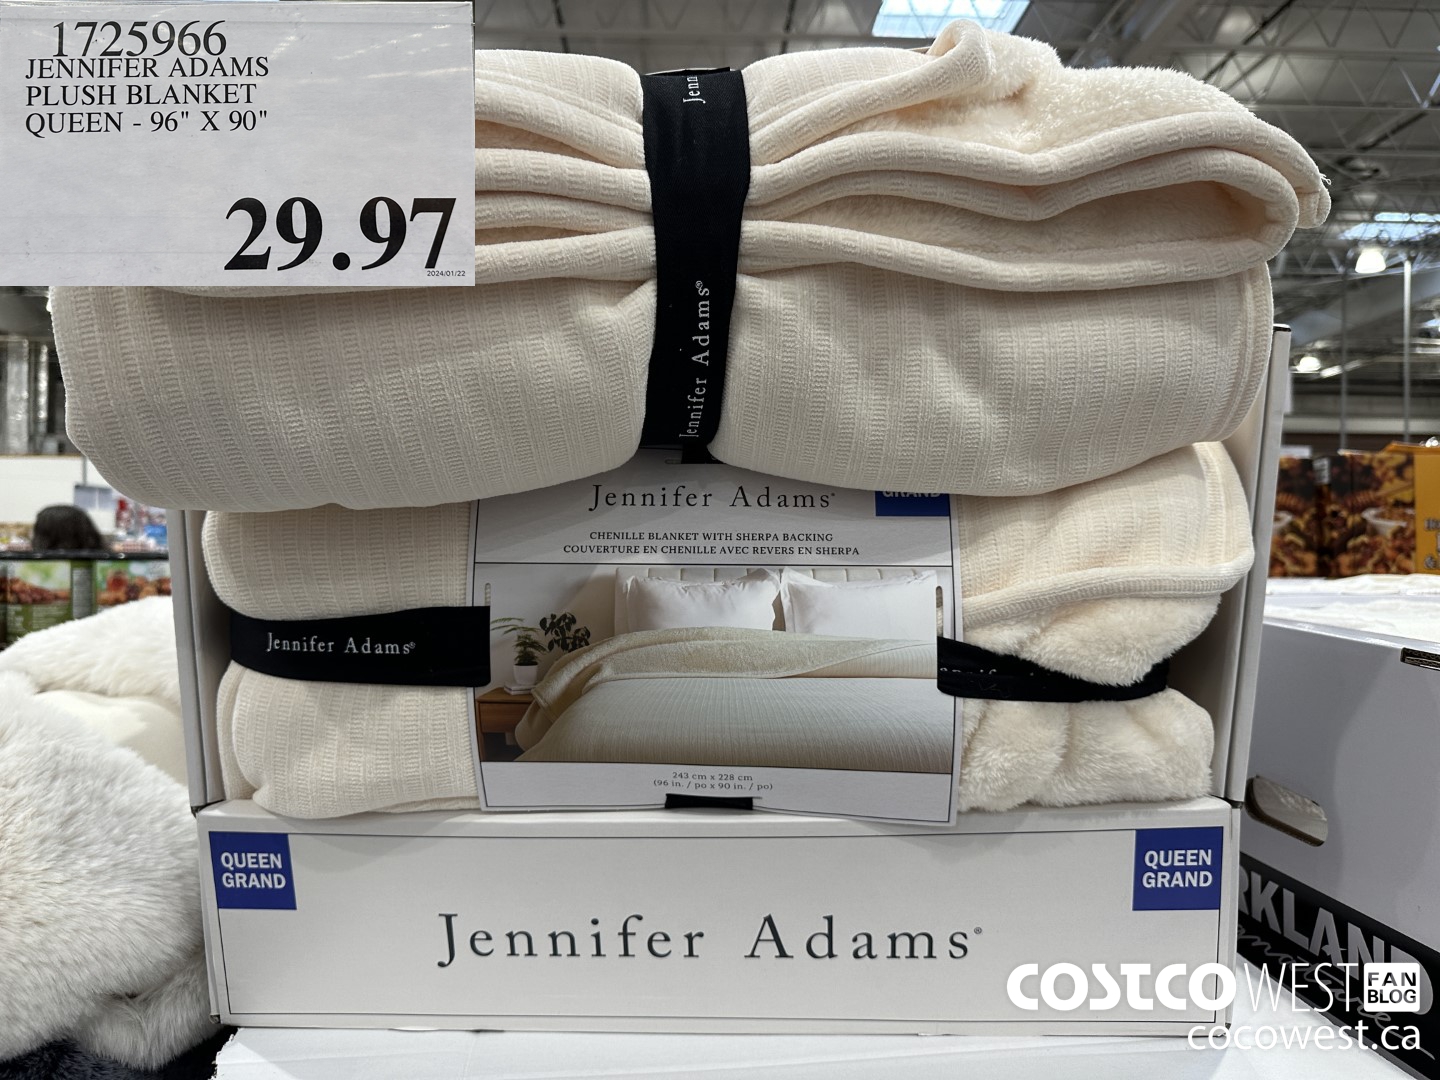 1725966
JENNIFER ADAMS
PLUSH BLANKET
QUEEN - 96" X 90"
29.97
2024/01/22
Jenn
Jennifer Adams®
Jennifer Adams®
GRAND
CHENILLE BLANKET WITH SHERPA BACKING
COUVERTURE EN CHENILLE AVEC REVERS EN SHERPA
Jennifer Adams®
243 cm x 228 cm
(96 in. / po x 90 in. / po)
QUEEN
GRAND
QUEEN
GRAND
Jennifer Adams®
RKLAND
COSTCO WEST FAN
BLOG
cocowest.ca